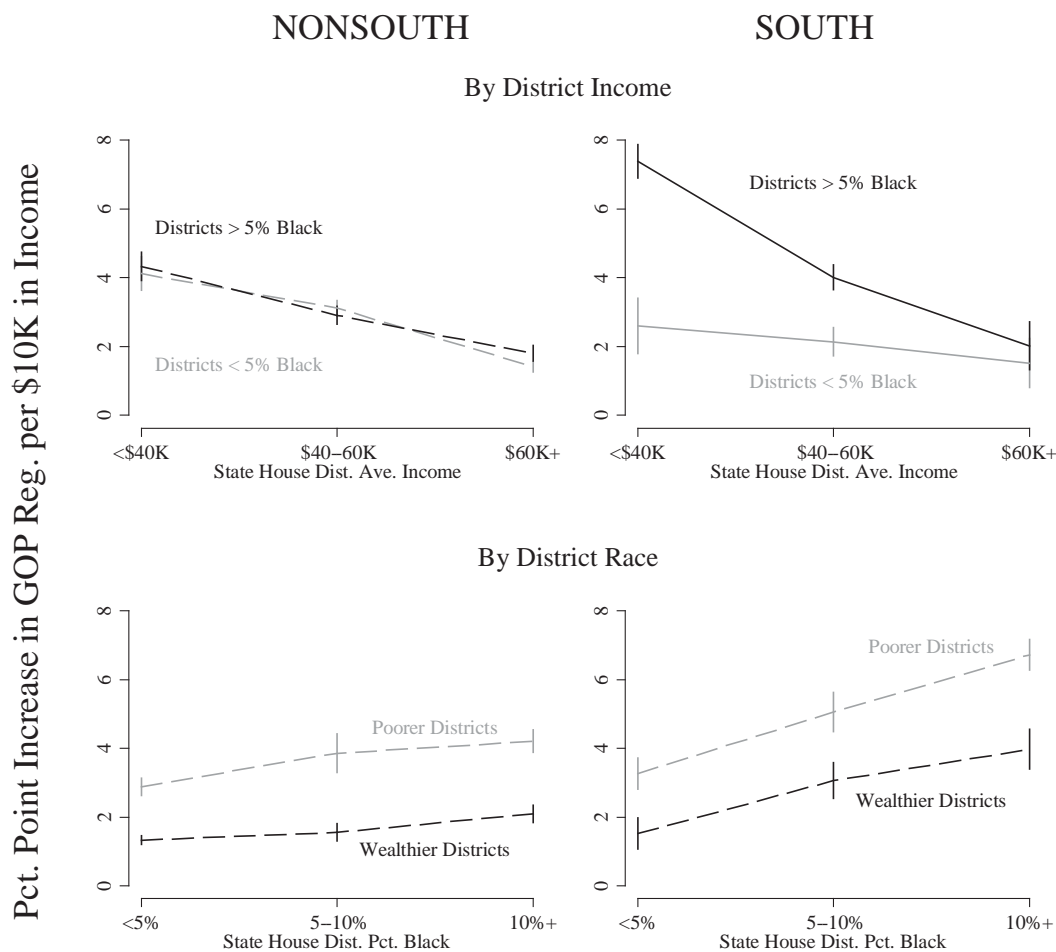 NONSOUTH
SOUTH
Pct. Point Increase in GOP Reg. per $10K in Income
By District Income
8
6
4
2
0
Districts > 5% Black
Districts < 5% Black
<$40K
$40−60K
$60K+
State House Dist. Ave. Income
8
6
4
2
0
Districts > 5% Black
Districts < 5% Black
<$40K
$40−60K
$60K+
State House Dist. Ave. Income
By District Race
8
6
4
2
0
Poorer Districts
Wealthier Districts
<5%
5−10%
10%+
State House Dist. Pct. Black
8
6
4
2
0
Poorer Districts
Wealthier Districts
<5%
5−10%
10%+
State House Dist. Pct. Black